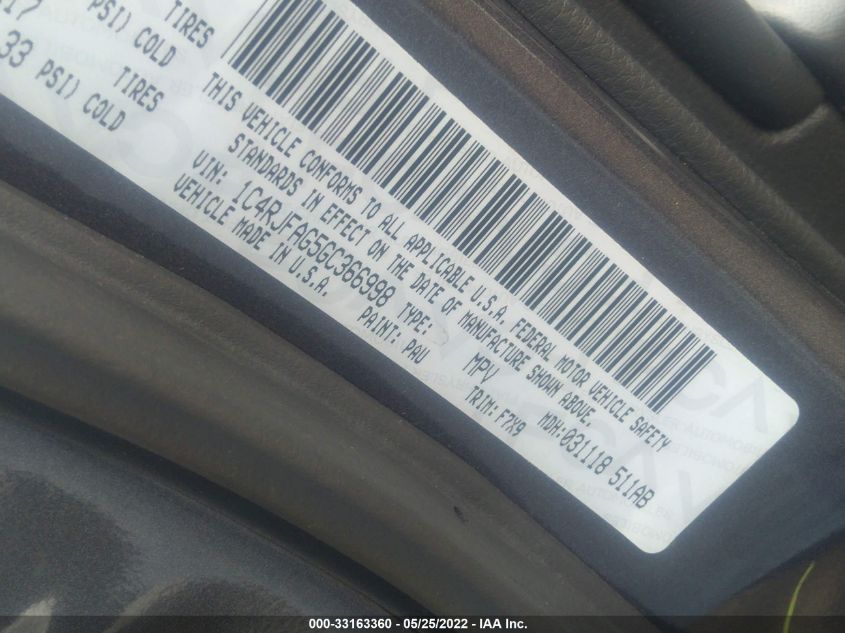 17
PSI) COLD
TIRES
33 PSI) COLD
TIRES
THIS VEHICLE CONFORMS TO ALL APPLICABLE U.S.A. FEDERAL MOTOR VEHICLE SAFETY
STANDARDS IN EFFECT ON THE DATE OF MANUFACTURE SHOWN ABOVE.
VIN: 1C4RJFAG5GC366998 TYPE: MPV MDH: 031118 511AB
VEHICLE MADE IN U.S.A. PAINT: PAU TRIM: F7X9
000-33163360 - 05/25/2022 - IAA Inc.